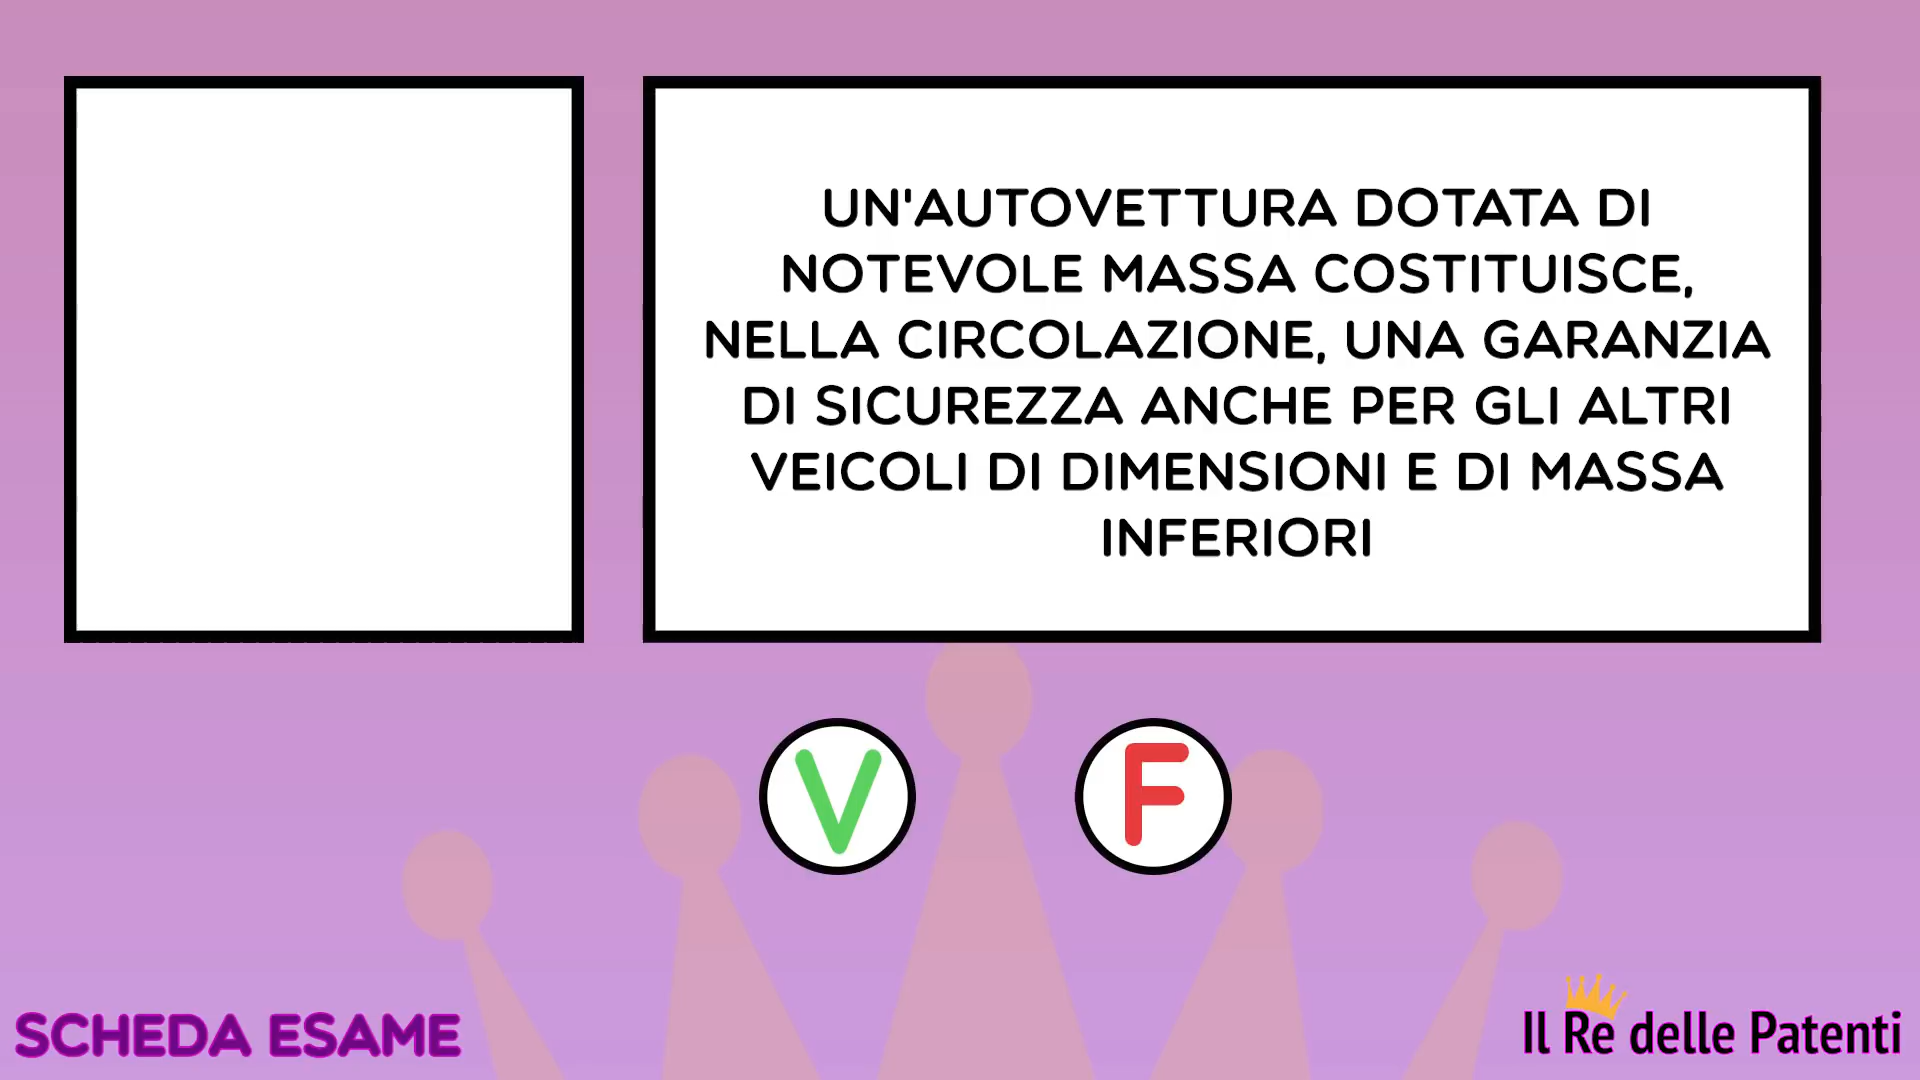 UN'AUTOVETTURA DOTATA DI
NOTEVOLE MASSA COSTITUISCE,
NELLA CIRCOLAZIONE, UNA GARANZIA
DI SICUREZZA ANCHE PER GLI ALTRI
VEICOLI DI DIMENSIONI E DI MASSA
INFERIORI
V F
SCHEDA ESAME
Il Re delle Patenti